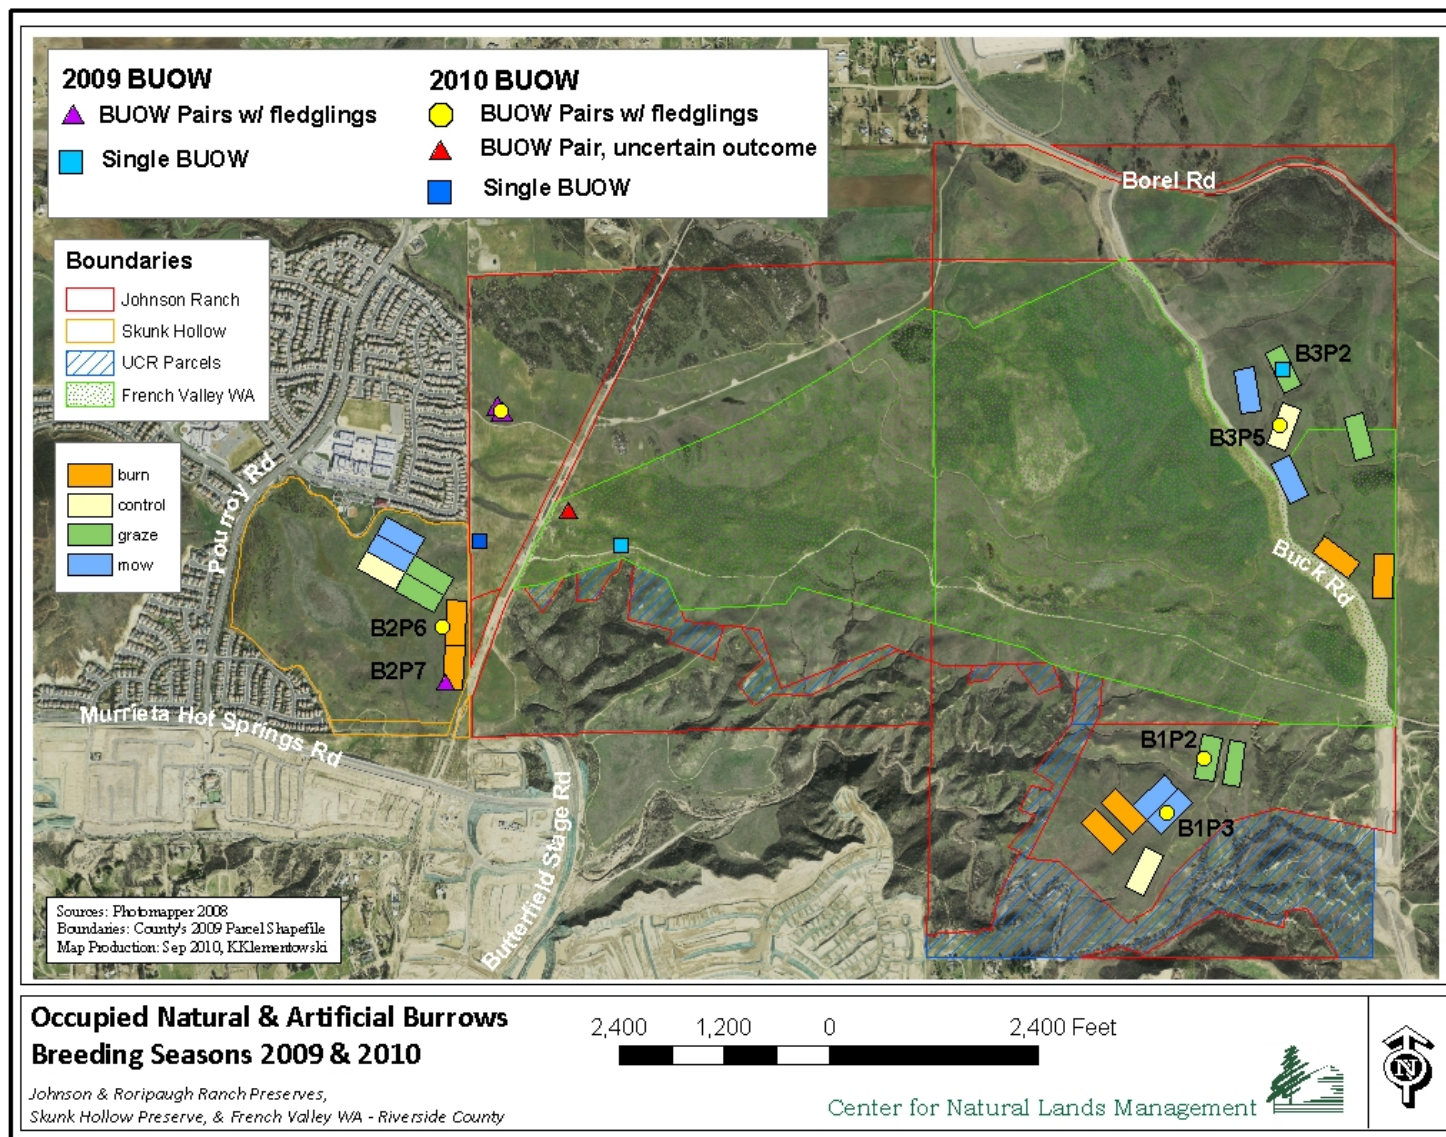 2009 BUOW
BUOW Pairs w/ fledglings
Single BUOW
2010 BUOW
BUOW Pairs w/ fledglings
BUOW Pair, uncertain outcome
Single BUOW
Boundaries
Johnson Ranch
Skunk Hollow
UCR Parcels
French Valley WA
burn
control
graze
mow
Borel Rd
B3P2
B3P5
Buck Rd
Pourroy Rd
B2P6
B2P7
Murrieta Hot Springs Rd
Butterfield Stage Rd
B1P2
B1P3
Sources: Photomapper 2008
Boundaries: County's 2009 Parcel Shapefile
Map Production: Sep 2010, KKlementowski
Occupied Natural & Artificial Burrows
Breeding Seasons 2009 & 2010
Johnson & Roripaugh Ranch Preserves,
Skunk Hollow Preserve, & French Valley WA - Riverside County
2,400 1,200 0 2,400 Feet
Center for Natural Lands Management
N